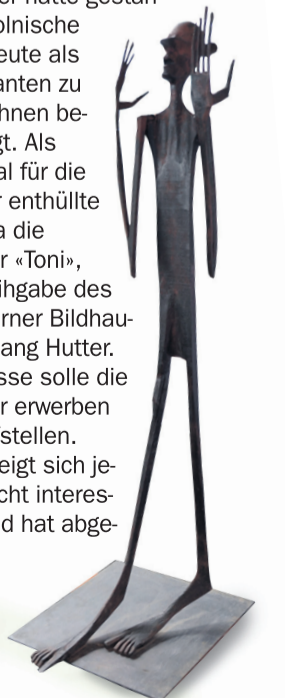 olnische
eute als
anten zu
hnen be-
gt. Als
al für die
r enthüllte
a die
r «Toni»,
ihgabe des
rner Bildhau-
ang Hutter.
sse solle die
r erwerben
stellen.
eigt sich je-
cht interes-
d hat abge-